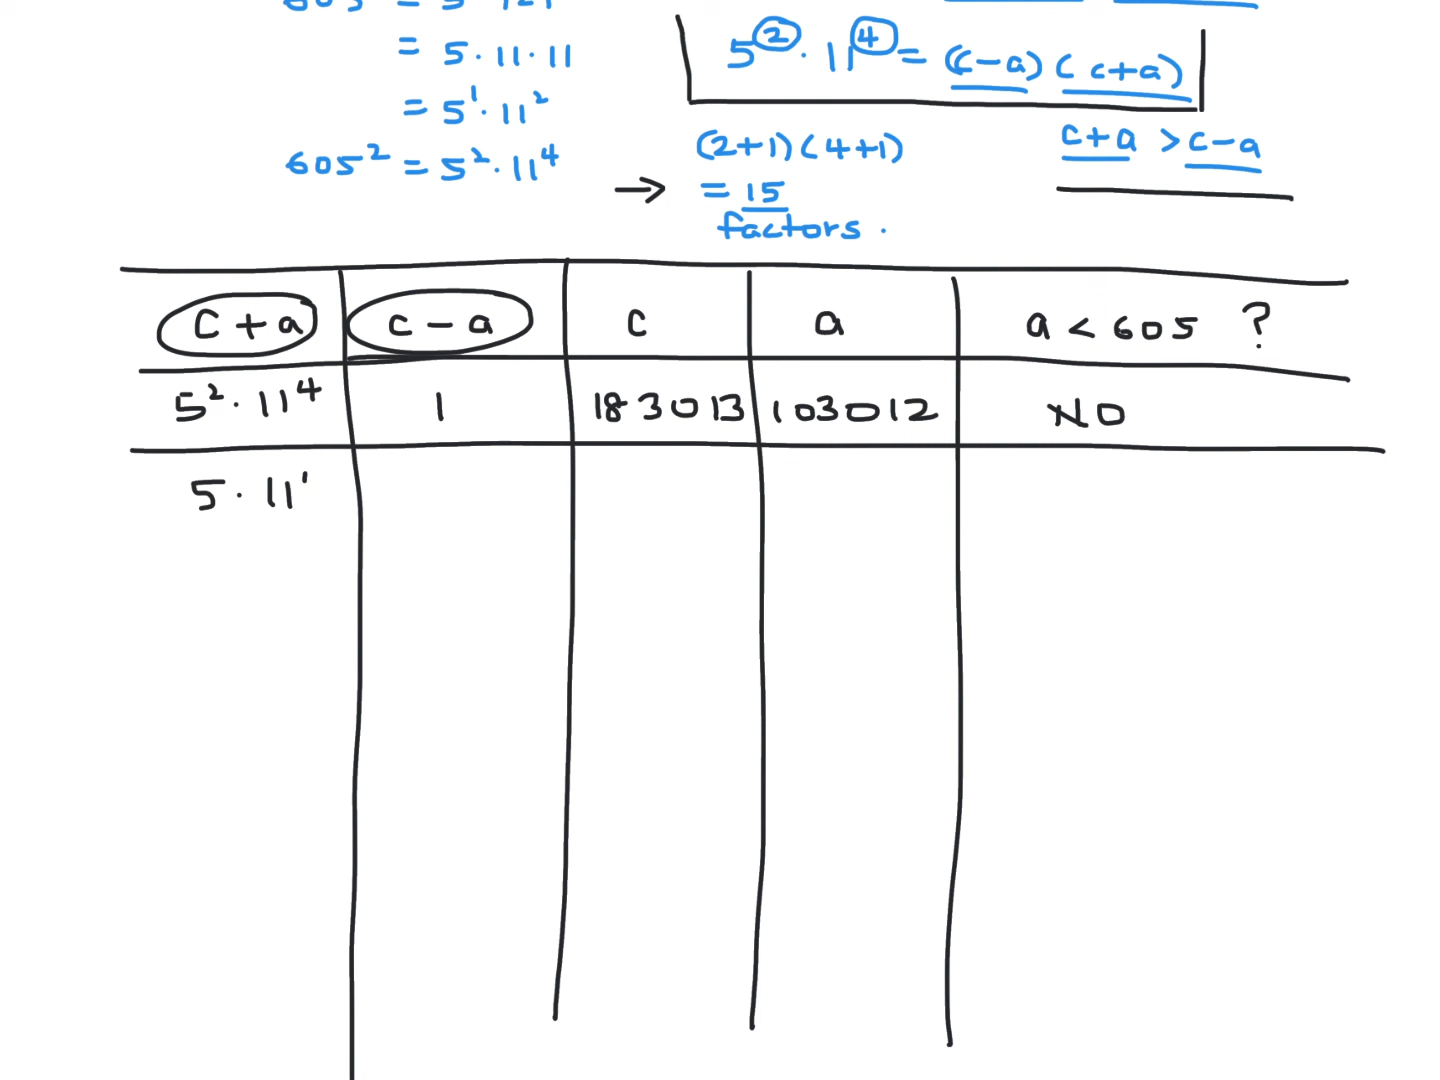 = 5 · 11 · 11
= 5¹ · 11²
605² = 5² · 11⁴
5² · 11⁴ = (c-a) (c+a)
(2+1)(4+1)
→ = 15
factors .
c+a > c-a
c + a c - a c a a < 605 ?
5² · 11⁴ 1 183013 103012 NO
5 · 11'